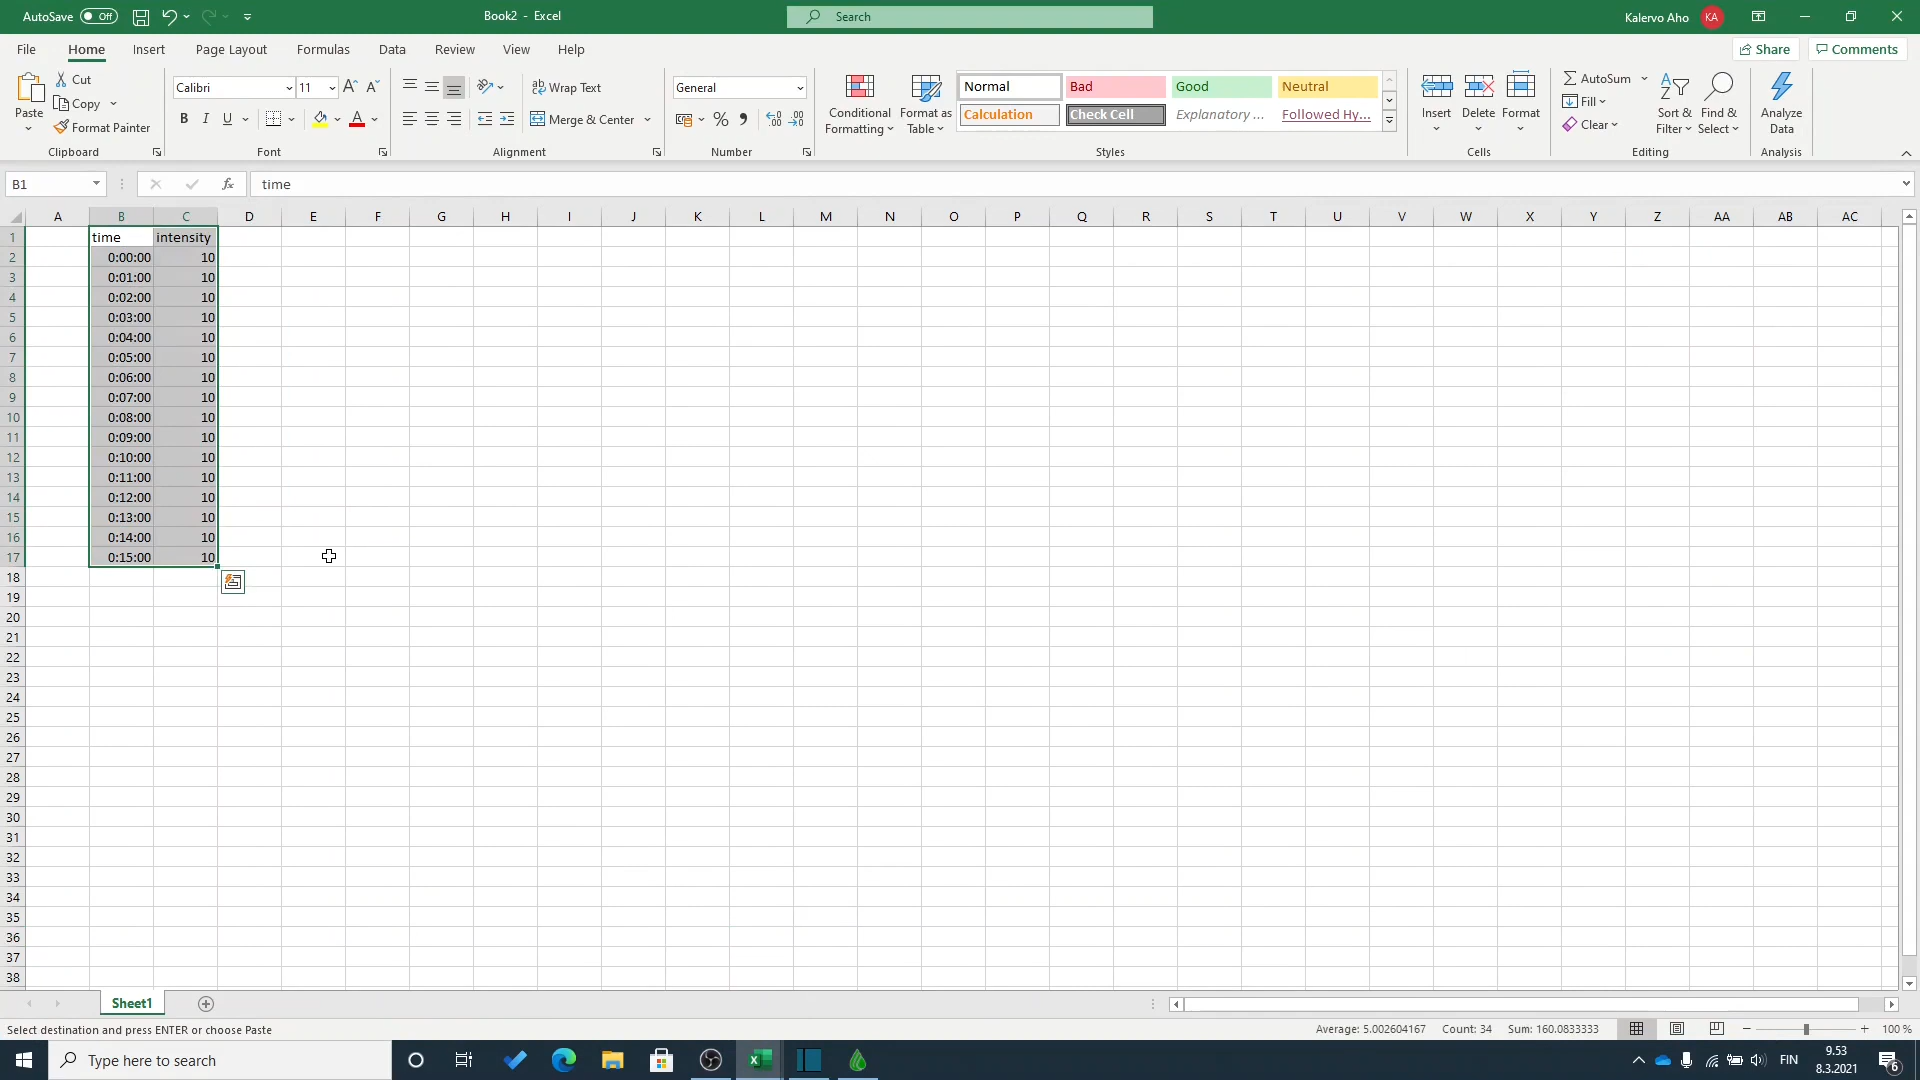 AutoSave Off Book2 - Excel Search Kalervo Aho KA
File Home Insert Page Layout Formulas Data Review View Help Share Comments
Cut
Copy
Format Painter
Paste
Clipboard
Calibri 11
B I U
Font
Wrap Text
Merge & Center
Alignment
General
Number
Conditional Formatting
Format as Table
Normal Bad Good Neutral
Calculation Check Cell Explanatory ... Followed Hy...
Styles
Insert Delete Format
Cells
AutoSum
Fill
Clear
Sort & Filter
Find & Select
Editing
Analyze Data
Analysis
B1 fx time
A B C D E F G H I J K L M N O P Q R S T U V W X Y Z AA AB AC
1 time intensity
2 0:00:00 10
3 0:01:00 10
4 0:02:00 10
5 0:03:00 10
6 0:04:00 10
7 0:05:00 10
8 0:06:00 10
9 0:07:00 10
10 0:08:00 10
11 0:09:00 10
12 0:10:00 10
13 0:11:00 10
14 0:12:00 10
15 0:13:00 10
16 0:14:00 10
17 0:15:00 10
18
19
20
21
22
23
24
25
26
27
28
29
30
31
32
33
34
35
36
37
38
Sheet1
Select destination and press ENTER or choose Paste Average: 5.002604167 Count: 34 Sum: 160.0833333 100 %
Type here to search FIN 9.53
8.3.2021 6